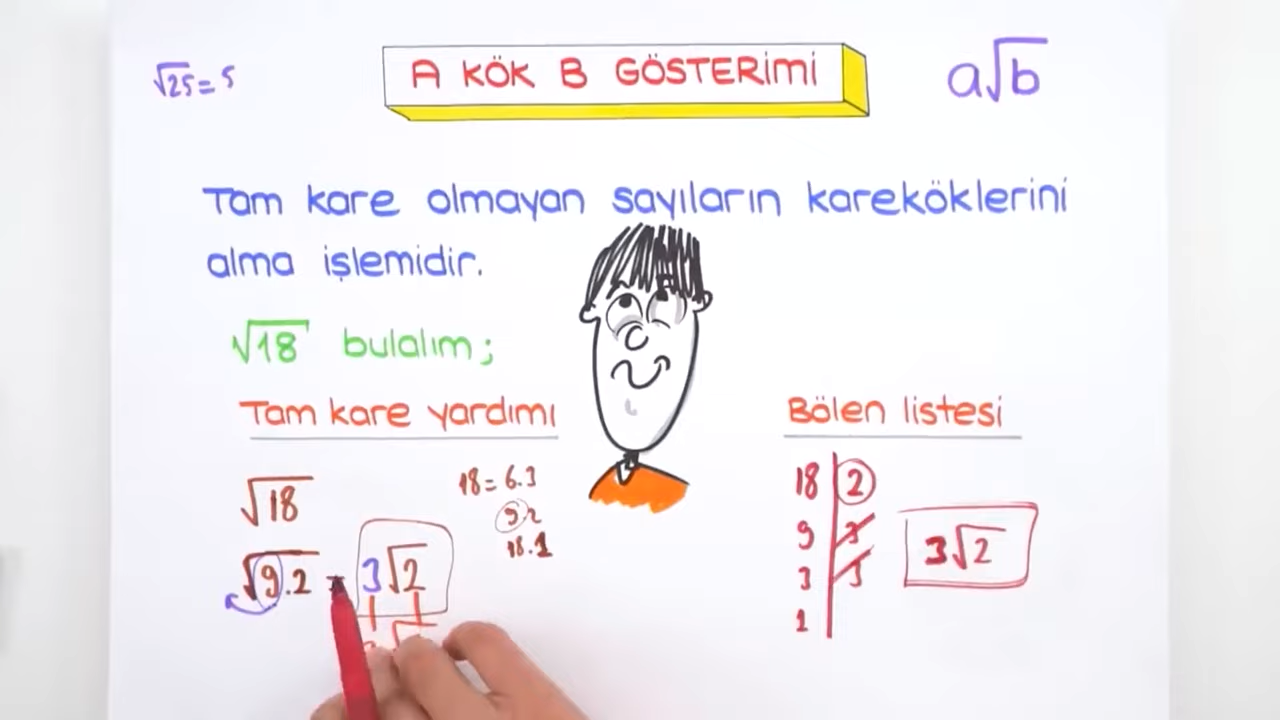 √25 = 5
A KÖK B GÖSTERİMİ
a√b
Tam kare olmayan sayıların kareköklerini
alma işlemidir.
√18 bulalım;
Tam kare yardımı
√18
√9.2 = 3√2
18 = 6.3
9.2
18.1
Bölen listesi
18 2
9 3
3 3
1
3√2